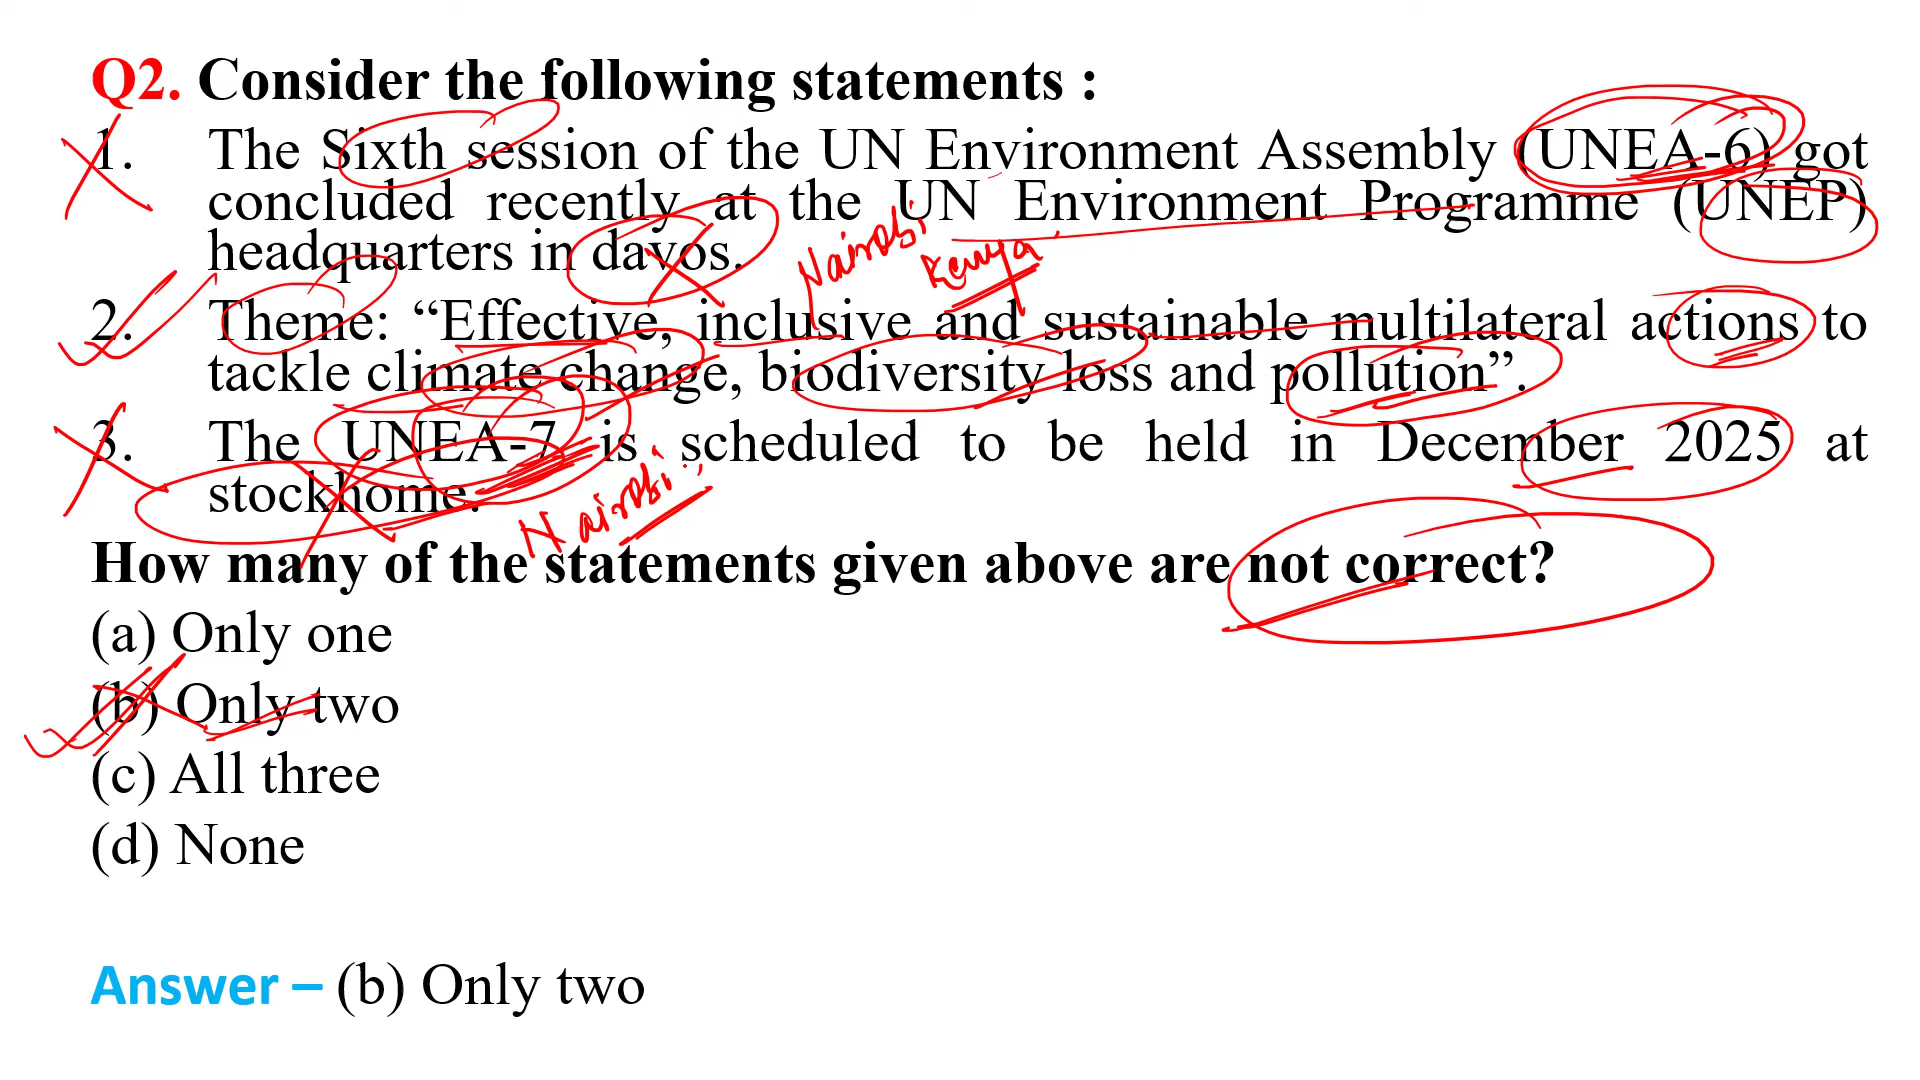 Q2. Consider the following statements :
1. The Sixth session of the UN Environment Assembly (UNEA-6) got
concluded recently at the UN Environment Programme (UNEP)
headquarters in davos.
Nairobi
Kenya
2. Theme: “Effective, inclusive and sustainable multilateral actions to
tackle climate change, biodiversity loss and pollution”.
3. The UNEA-7 is scheduled to be held in December 2025 at
stockhome.
Nairobi
How many of the statements given above are not correct?
(a) Only one
(b) Only two
(c) All three
(d) None
Answer – (b) Only two